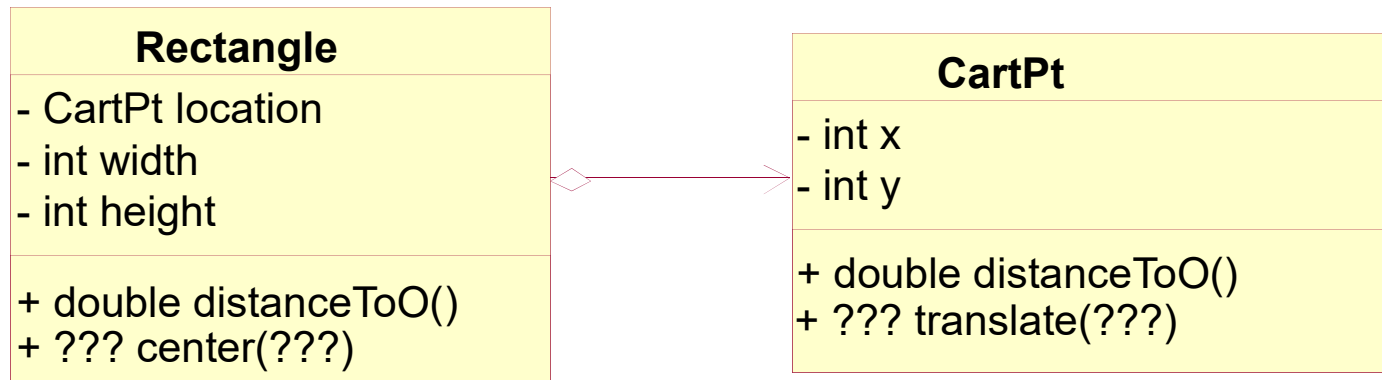 Rectangle
- CartPt location
- int width
- int height
+ double distanceToO()
+ ??? center(???)
CartPt
- int x
- int y
+ double distanceToO()
+ ??? translate(???)